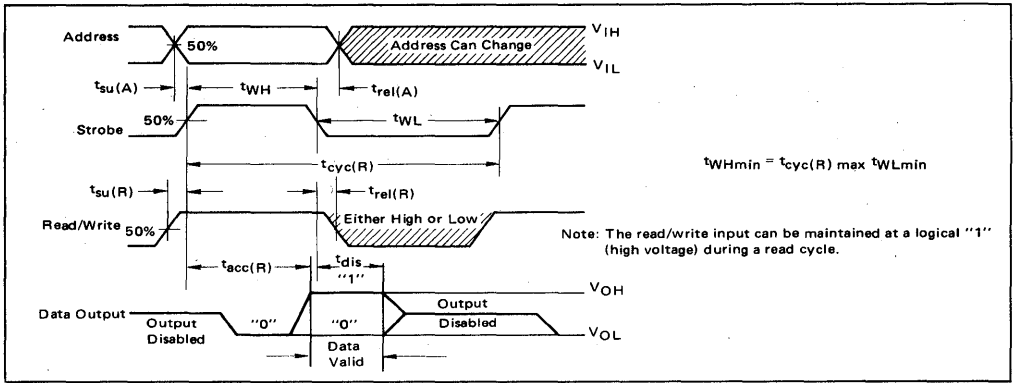 Address
50%
Address Can Change
VIH
VIL
tsu(A)
tWH
trel(A)
50%
Strobe
tWL
tcyc(R)
tWHmin = tcyc(R) max tWLmin
tsu(R)
trel(R)
Read/Write 50%
Either High or Low
Note: The read/write input can be maintained at a logical "1"
(high voltage) during a read cycle.
tacc(R)
tdis
"1"
VOH
Data Output
Output
Disabled
"0"
"0"
Output
Disabled
VOL
Data
Valid